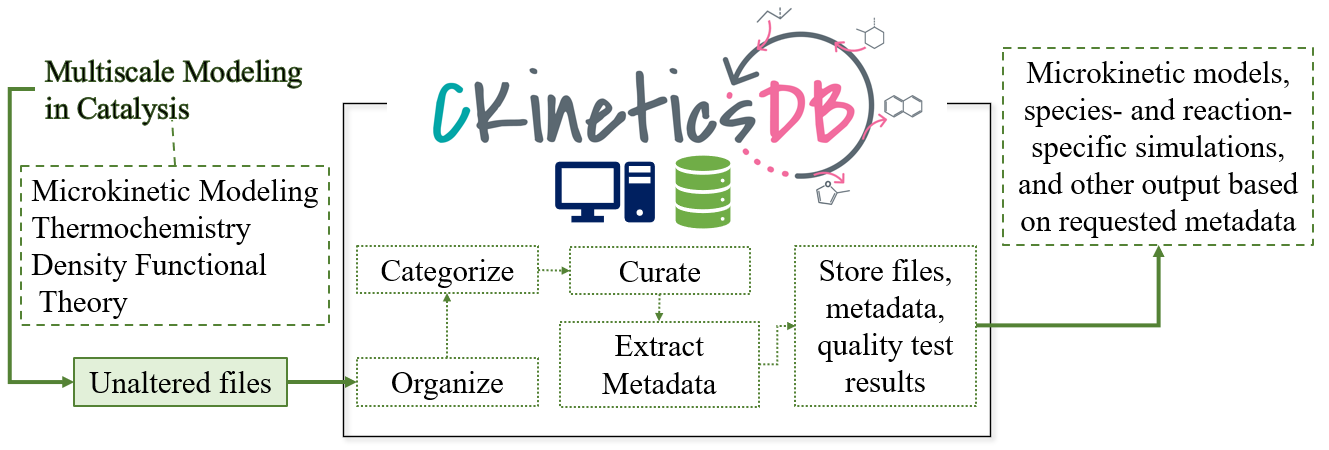 Multiscale Modeling
in Catalysis
Microkinetic Modeling
Thermochemistry
Density Functional
Theory
Unaltered files
CKineticsDB
O
Categorize
Organize
Curate
Extract
Metadata
Store files,
metadata,
quality test
results
Microkinetic models,
species- and reaction-
specific simulations,
and other output based
on requested metadata